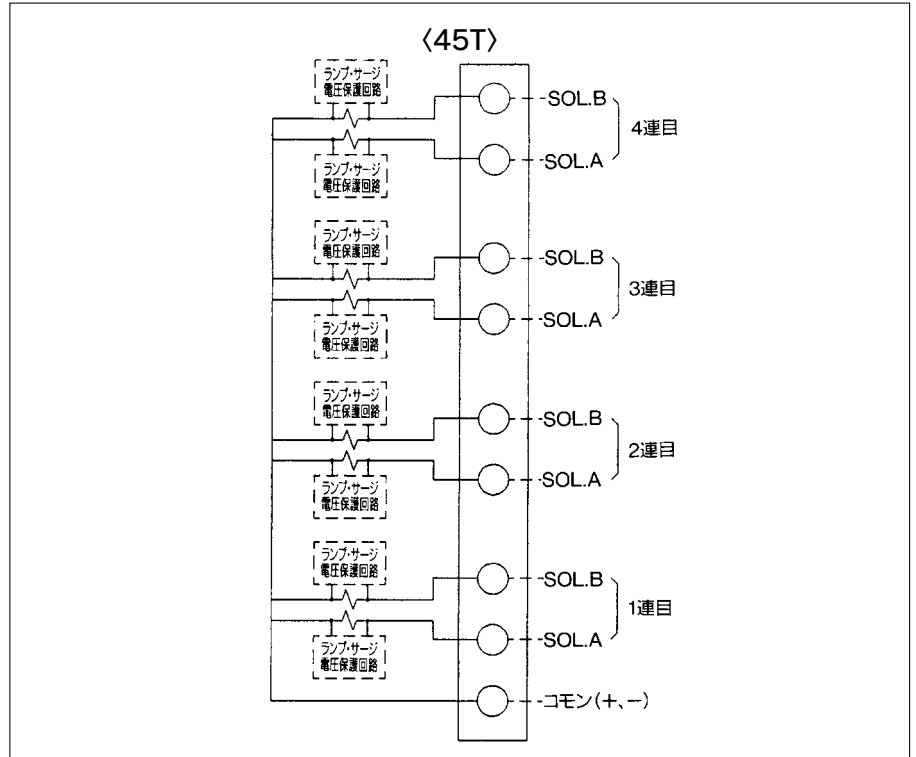 〈45T〉
ランプ・サージ
電圧保護回路
SOL.B
4連目
SOL.A
ランプ・サージ
電圧保護回路
ランプ・サージ
電圧保護回路
SOL.B
3連目
SOL.A
ランプ・サージ
電圧保護回路
ランプ・サージ
電圧保護回路
SOL.B
2連目
SOL.A
ランプ・サージ
電圧保護回路
ランプ・サージ
電圧保護回路
SOL.B
1連目
SOL.A
ランプ・サージ
電圧保護回路
コモン(+、−)